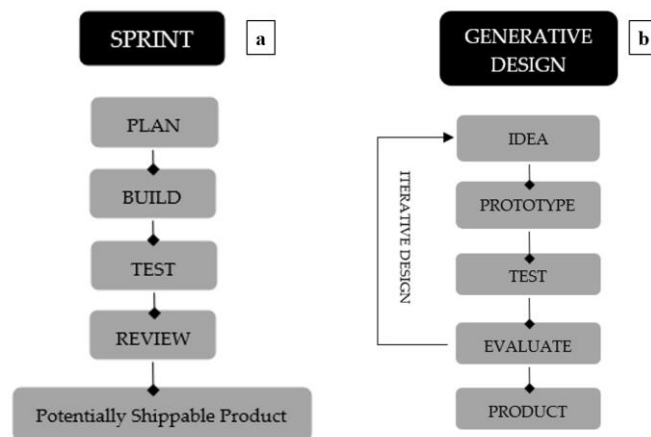 SPRINT
a
PLAN
BUILD
TEST
REVIEW
Potentially Shippable Product
GENERATIVE
DESIGN
b
IDEA
PROTOTYPE
TEST
EVALUATE
PRODUCT
ITERATIVE DESIGN